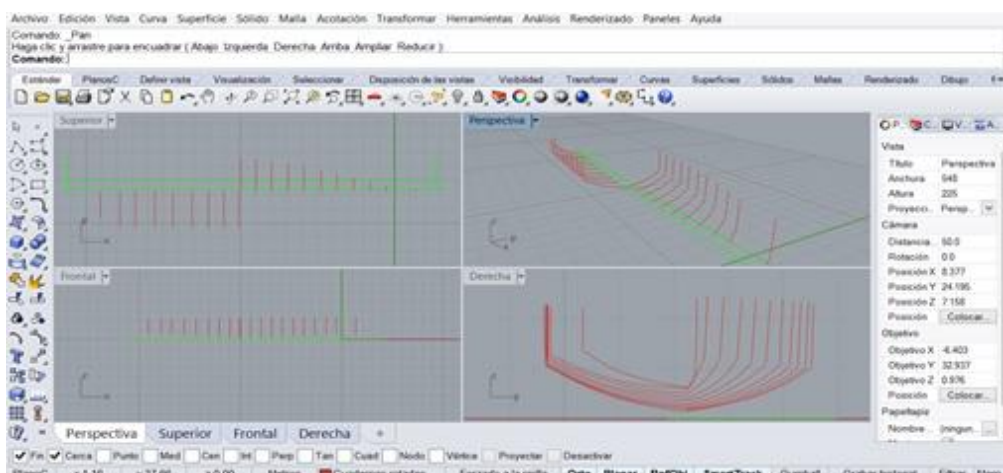 Archivo Edición Vista Curva Superficie Sólido Malla Acotación Transformar Herramientas Análisis Renderizado Paneles Ayuda
Comando: _Pan
Haga clic y arrastre para encuadrar ( Abajo Izquierda Derecha Arriba Ampliar Reducir ):
Comando:
Estándar PlanosC Definir vista Visualización Seleccionar Disposición de las vistas Visibilidad Transformar Curvas Superficies Sólidos Mallas Renderizado Dibujo
Superior
Perspectiva
P... C... V... A...
Vista
Título Perspectiva
Anchura 548
Altura 225
Proyecci... Persp...
Cámara
Distancia... 50.0
Rotación 0.0
Posición X 8.377
Posición Y 24.195
Posición Z 7.158
Posición Colocar...
Frontal
Derecha
Objetivo
Objetivo X -6.403
Objetivo Y 32.937
Objetivo Z 0.976
Posición Colocar...
Papeltapiz
Nombre (ningun...
Perspectiva Superior Frontal Derecha
Fin Cerca Punto Med Cen Int Perp Tan Cuad Nodo Vértice Proyectar Desactivar